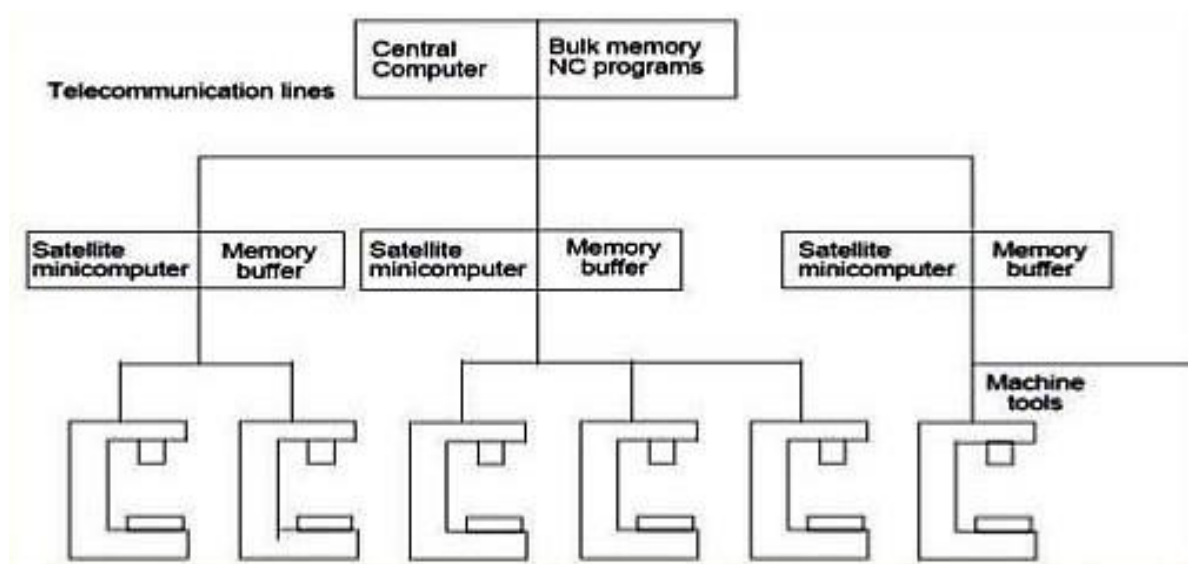 Central
Computer
Bulk memory
NC programs
Telecommunication lines
Satellite
minicomputer
Memory
buffer
Satellite
minicomputer
Memory
buffer
Satellite
minicomputer
Memory
buffer
Machine
tools